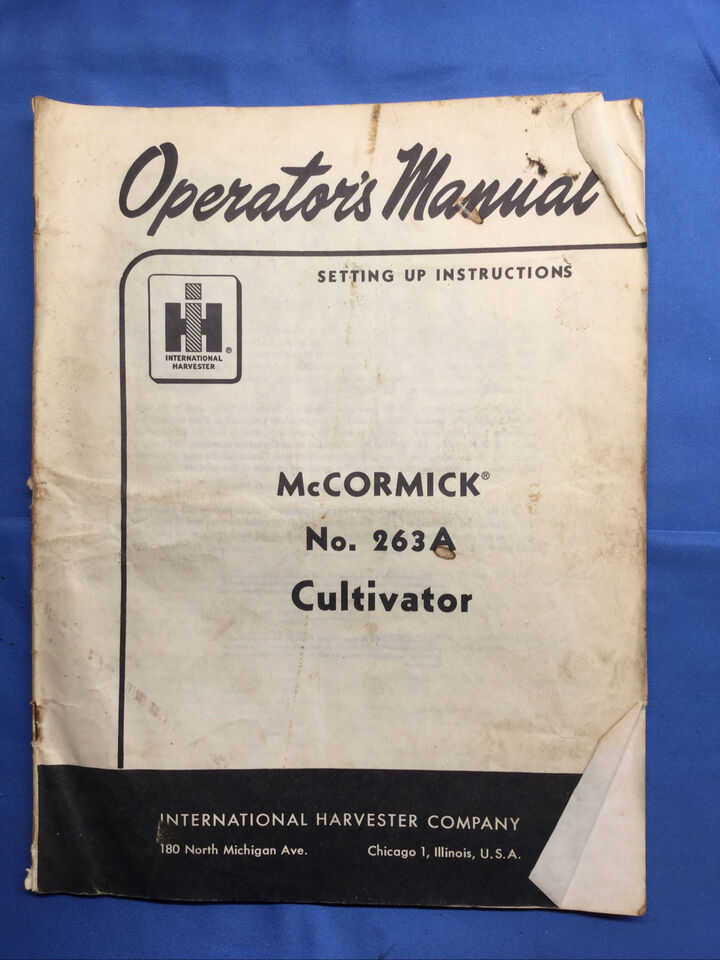 Operator's Manual
SETTING UP INSTRUCTIONS
IH
®
INTERNATIONAL
HARVESTER
McCORMICK®
No. 263A
Cultivator
INTERNATIONAL HARVESTER COMPANY
180 North Michigan Ave. Chicago 1, Illinois, U.S.A.